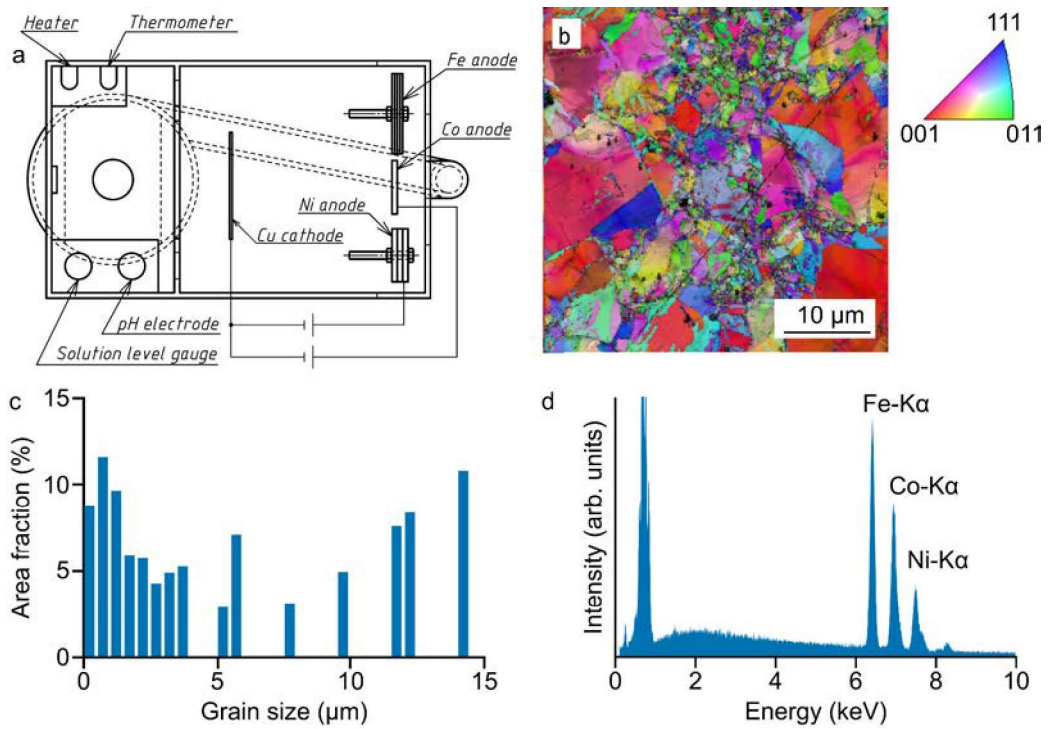 a
Heater
Thermometer
Fe anode
Co anode
Ni anode
Cu cathode
pH electrode
Solution level gauge
b
10 µm
111
001
011
c
Area fraction (%)
15
10
5
0
0
5
10
15
Grain size (µm)
d
Intensity (arb. units)
Fe-Kα
Co-Kα
Ni-Kα
0
2
4
6
8
10
Energy (keV)